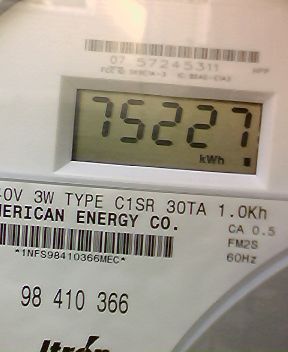 07 57245311
75227
kWh
0V 3W TYPE C1SR 30TA 1.0Kh
MERICAN ENERGY CO.
CA 0.5
FM2S
*1NFS98410366MEC*
60Hz
98 410 366
Itrón